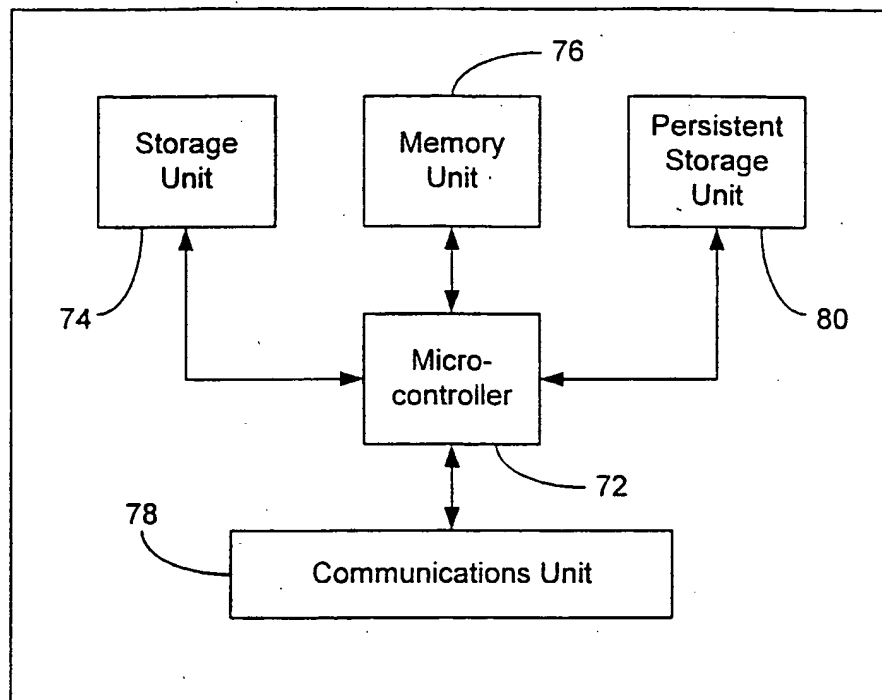 76
Storage
Unit
Memory
Unit
Persistent
Storage
Unit
74
80
Micro-
controller
72
78
Communications Unit